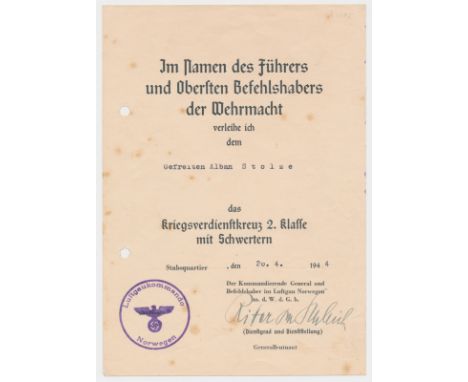 Im Namen des Führers
und Obersten Befehlshabers
der Wehrmacht
verleihe ich
dem
Gefreiten Alban Stolze
das
Kriegsverdienstkreuz 2. Klasse
mit Schwertern
Stabsquartier , den 20. 4. 1944
Der Kommandierende General und
Befehlshaber im Luftgau Norwegen
m. d. W. d. G. b.
(Dienstgrad und Dienststellung)
Generalleutnant
Luftgaukommando
Norwegen